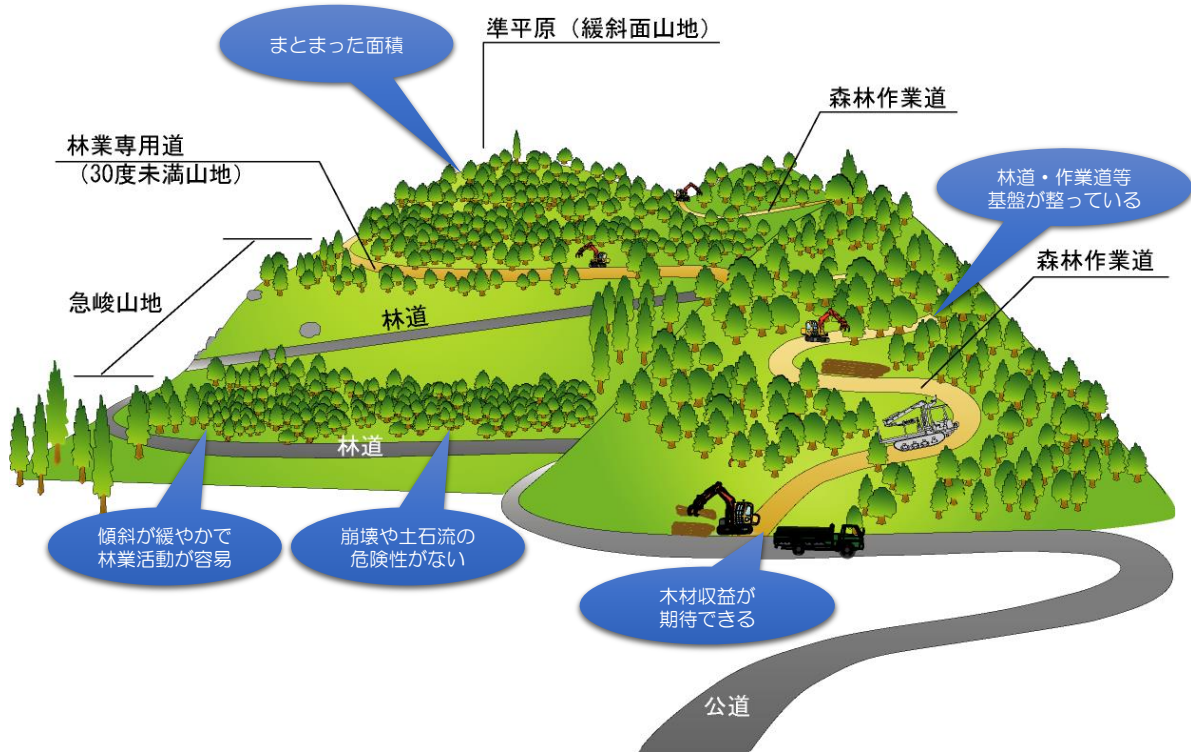 まとまった面積
準平原(緩斜面山地)
森林作業道
林業専用道
(30度未満山地)
林道・作業道等
基盤が整っている
森林作業道
急峻山地
林道
林道
傾斜が緩やかで
林業活動が容易
崩壊や土石流の
危険性がない
木材収益が
期待できる
公道